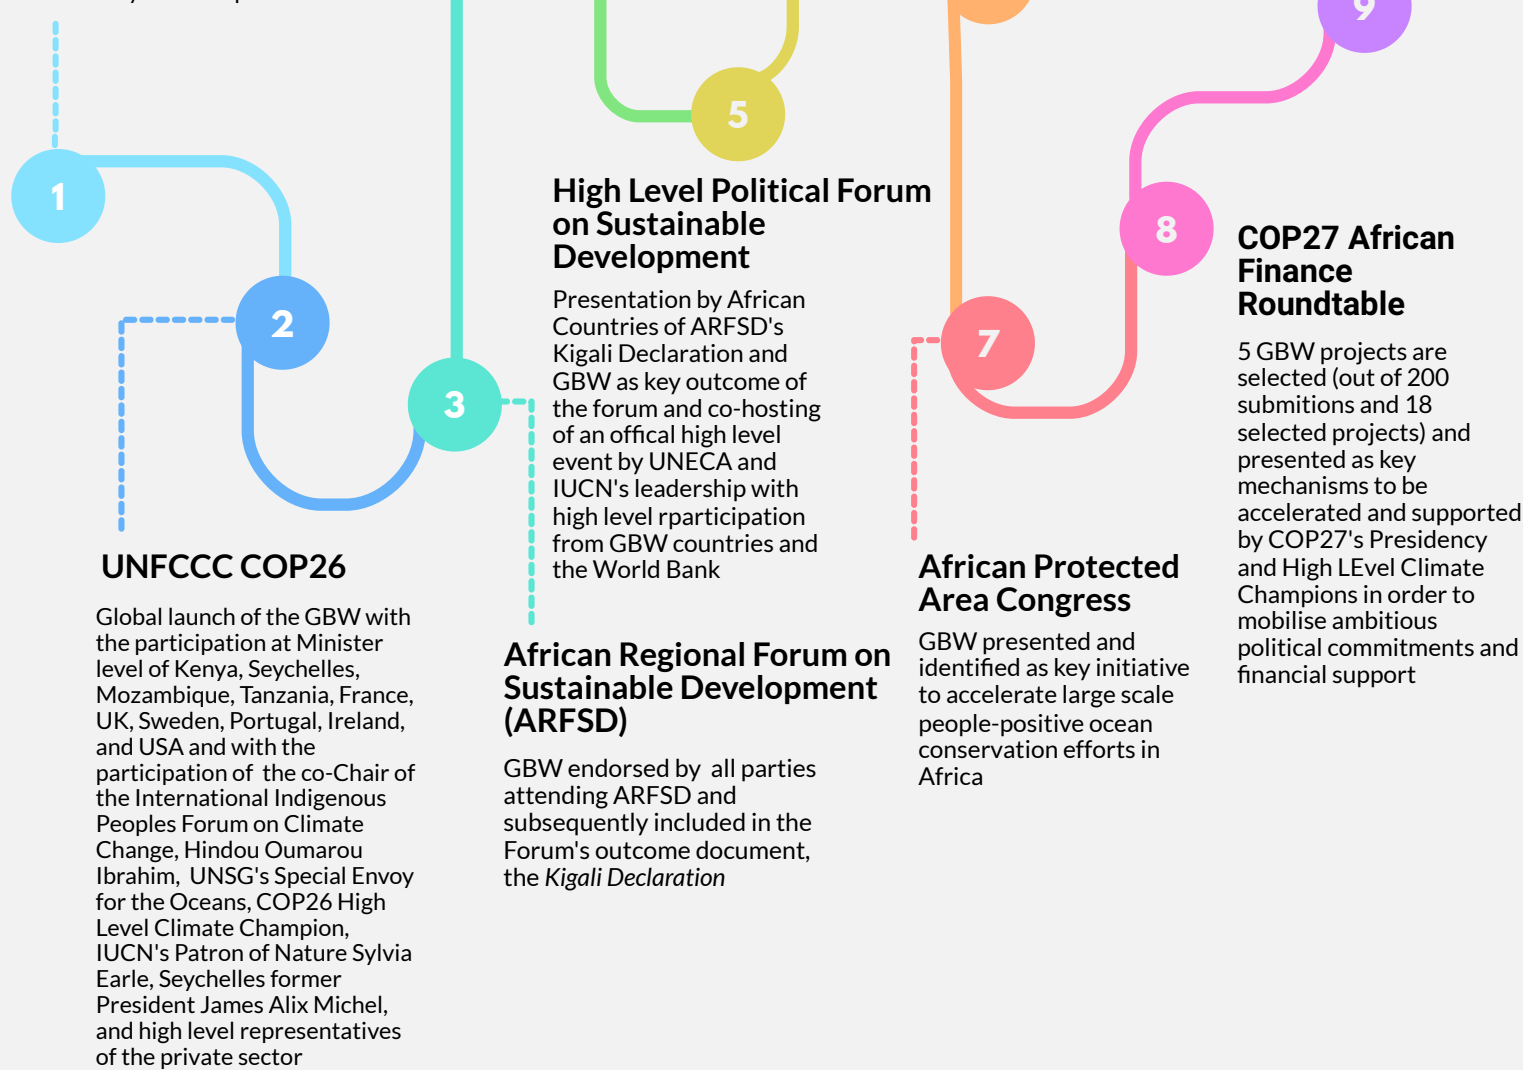 9
5
1
8
2
7
3
High Level Political Forum
on Sustainable
Development
Presentation by African
Countries of ARFSD's
Kigali Declaration and
GBW as key outcome of
the forum and co-hosting
of an offical high level
event by UNECA and
IUCN's leadership with
high level rparticipation
from GBW countries and
the World Bank
COP27 African
Finance
Roundtable
5 GBW projects are
selected (out of 200
submitions and 18
selected projects) and
presented as key
mechanisms to be
accelerated and supported
by COP27's Presidency
and High LEvel Climate
Champions in order to
mobilise ambitious
political commitments and
financial support
UNFCCC COP26
Global launch of the GBW with
the participation at Minister
level of Kenya, Seychelles,
Mozambique, Tanzania, France,
UK, Sweden, Portugal, Ireland,
and USA and with the
participation of  the co-Chair of
the International Indigenous
Peoples Forum on Climate
Change, Hindou Oumarou
Ibrahim,  UNSG's Special Envoy
for the Oceans, COP26 High
Level Climate Champion,
IUCN's Patron of Nature Sylvia
Earle, Seychelles former
President James Alix Michel,
and high level representatives
of the private sector
African Regional Forum on
Sustainable Development
(ARFSD)
GBW endorsed by  all parties
attending ARFSD and
subsequently included in the
Forum's outcome document,
the Kigali Declaration
African Protected
Area Congress
GBW presented and
identified as key initiative
to accelerate large scale
people-positive ocean
conservation efforts in
Africa